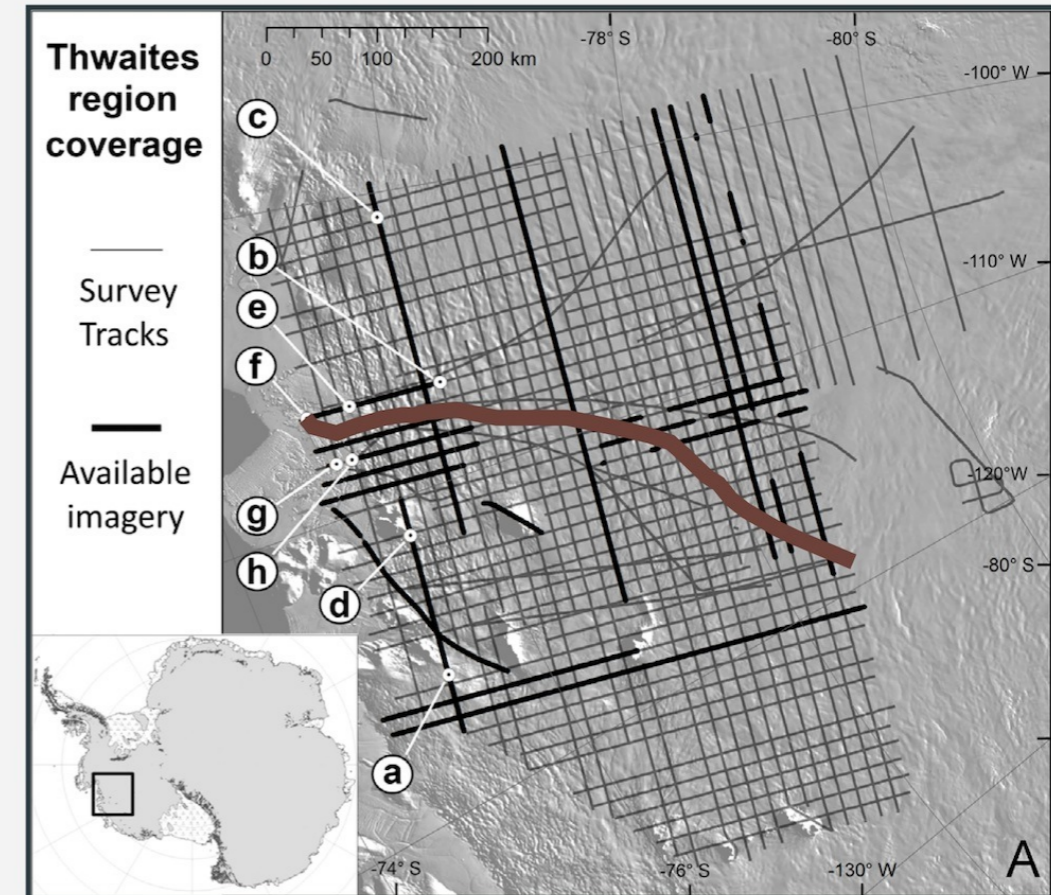 Thwaites
region
coverage
Survey
Tracks
Available
imagery
0 50 100 200 km
-78° S
-80° S
-100° W
-110° W
-120°W
-80° S
-74° S
-76° S
-130° W
c
b
e
f
g
h
d
a
A